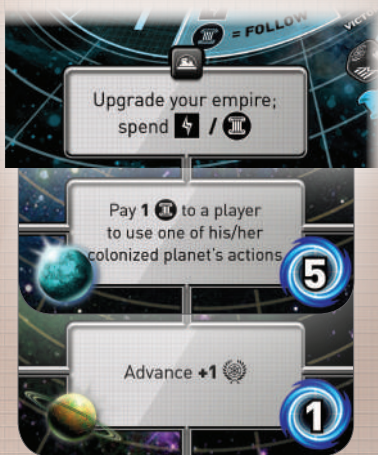 = FOLLOW
VICTO
Upgrade your empire;
spend /
Pay 1 to a player
to use one of his/her
colonized planet's actions
5
Advance +1
1